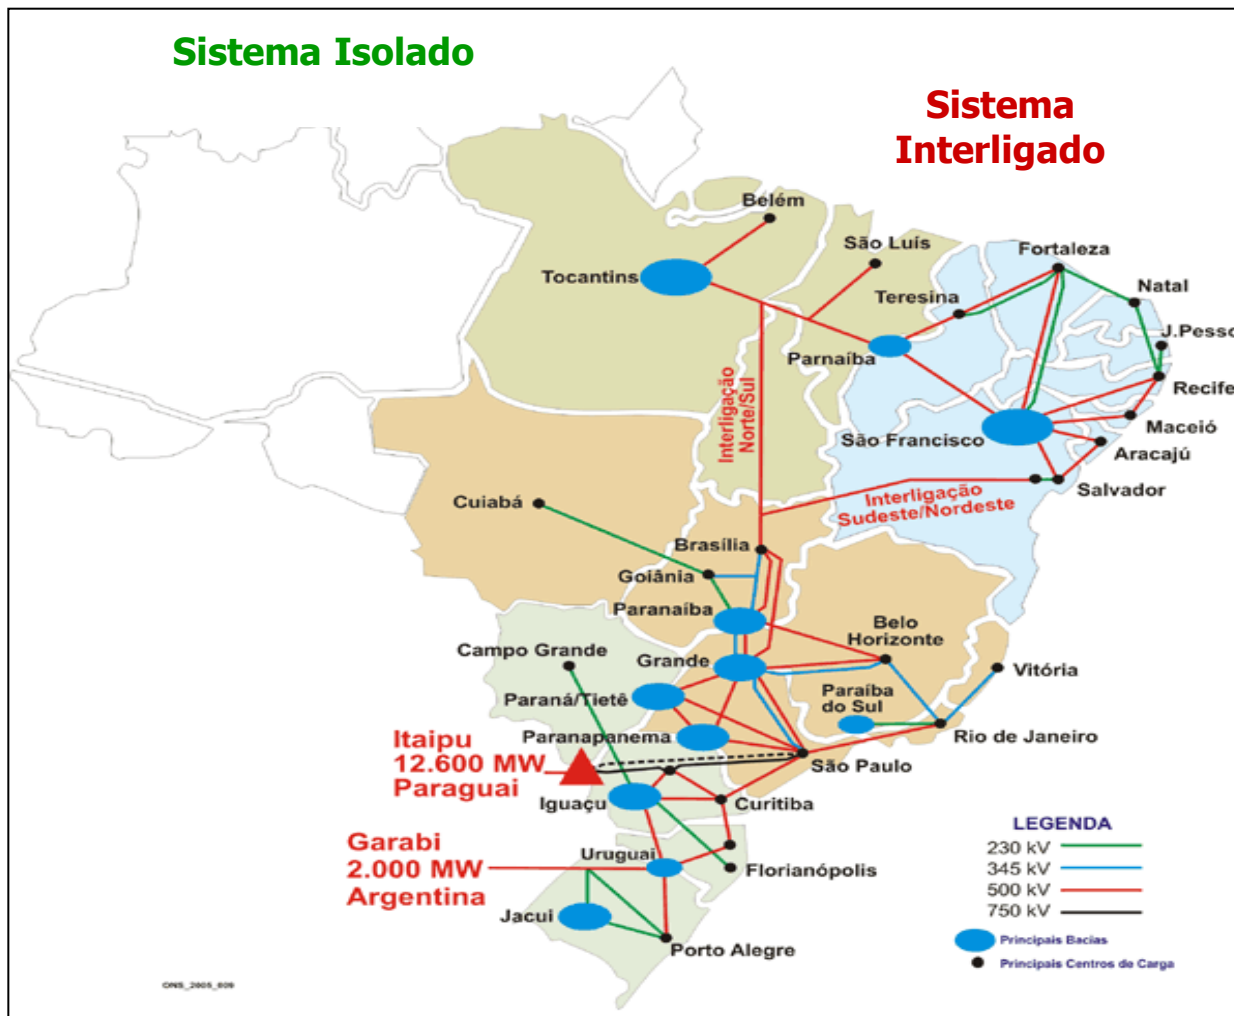 Sistema Isolado
Sistema
Interligado
Belém
São Luís
Fortaleza
Tocantins
Teresina
Natal
J.Pesso
Parnaíba
Recife
Interligação
Norte/Sul
São Francisco
Maceió
Aracajú
Cuiabá
Interligação
Sudeste/Nordeste
Salvador
Brasília
Goiânia
Paranaíba
Belo
Horizonte
Campo Grande
Grande
Vitória
Paraná/Tietê
Paraíba
do Sul
Paranapanema
Rio de Janeiro
Itaipu
12.600 MW
Paraguai
São Paulo
Iguaçu
Curitiba
Garabi
2.000 MW
Argentina
Uruguai
Florianópolis
Jacui
Porto Alegre
LEGENDA
230 kV
345 kV
500 kV
750 kV
Principais Bacias
Principais Centros de Carga
ONS_2005_009